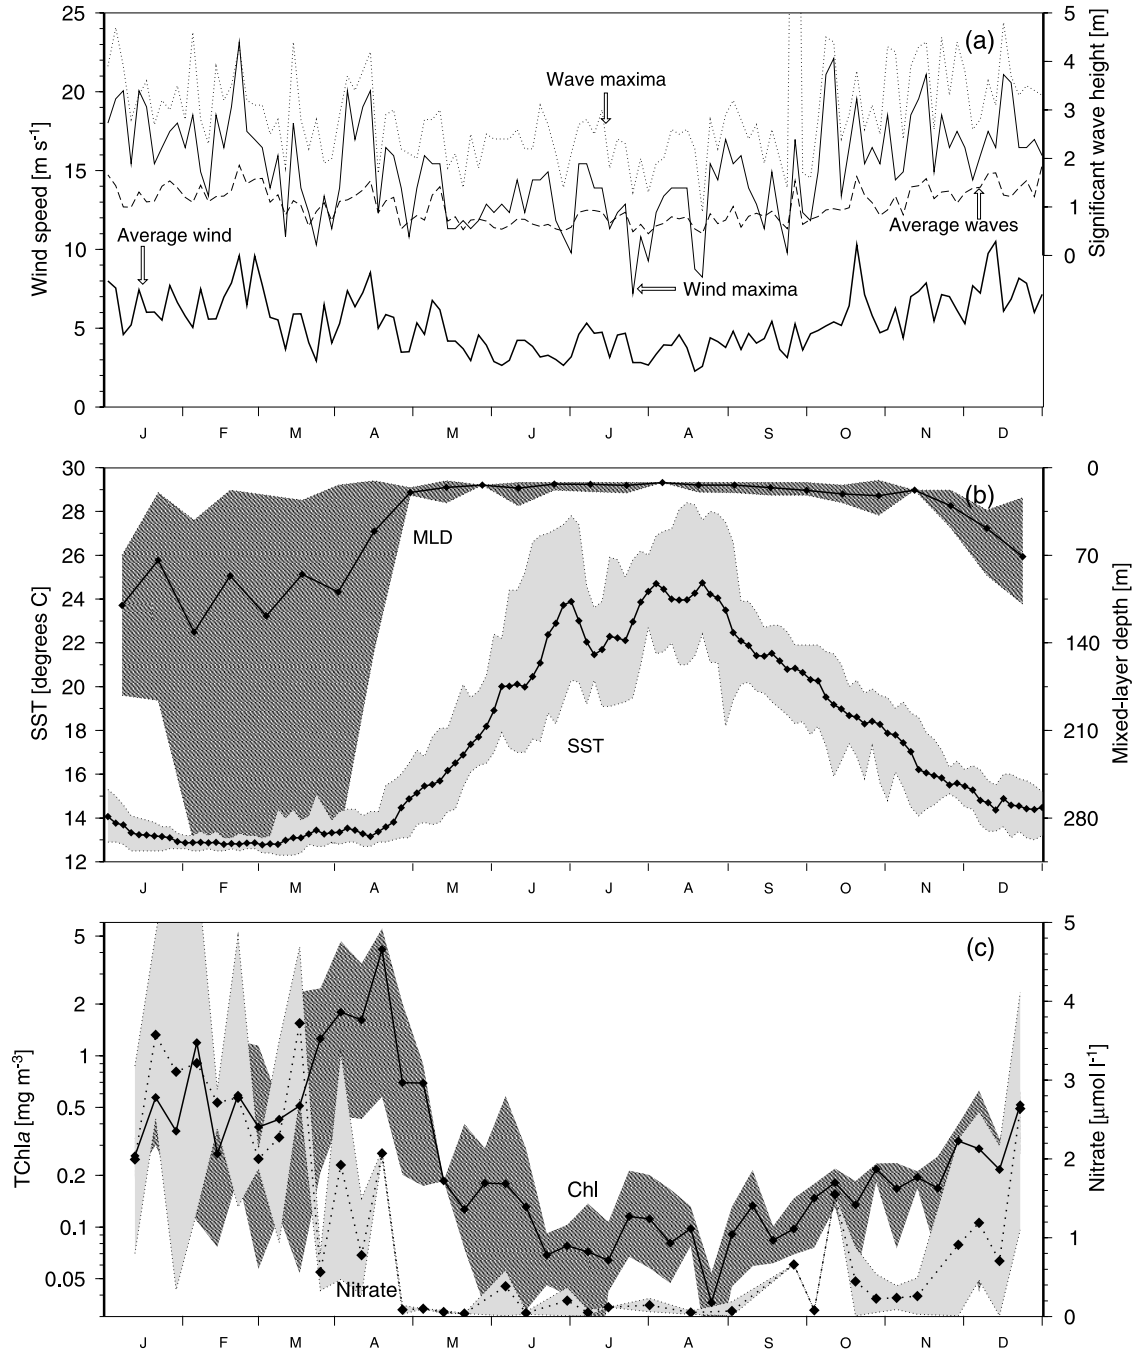 25
20
15
10
5
0
Wind speed [m s-1]
5
4
3
2
1
0
Significant wave height [m]
(a)
Wave maxima
Average wind
Average waves
Wind maxima
J F M A M J J A S O N D
30
28
26
24
22
20
18
16
14
12
SST [degrees C]
0
70
140
210
280
Mixed-layer depth [m]
(b)
MLD
SST
J F M A M J J A S O N D
5
2
1
0.5
0.2
0.1
0.05
TChla [mg m-3]
5
4
3
2
1
0
Nitrate [µmol l-1]
(c)
Chl
Nitrate
J F M A M J J A S O N D